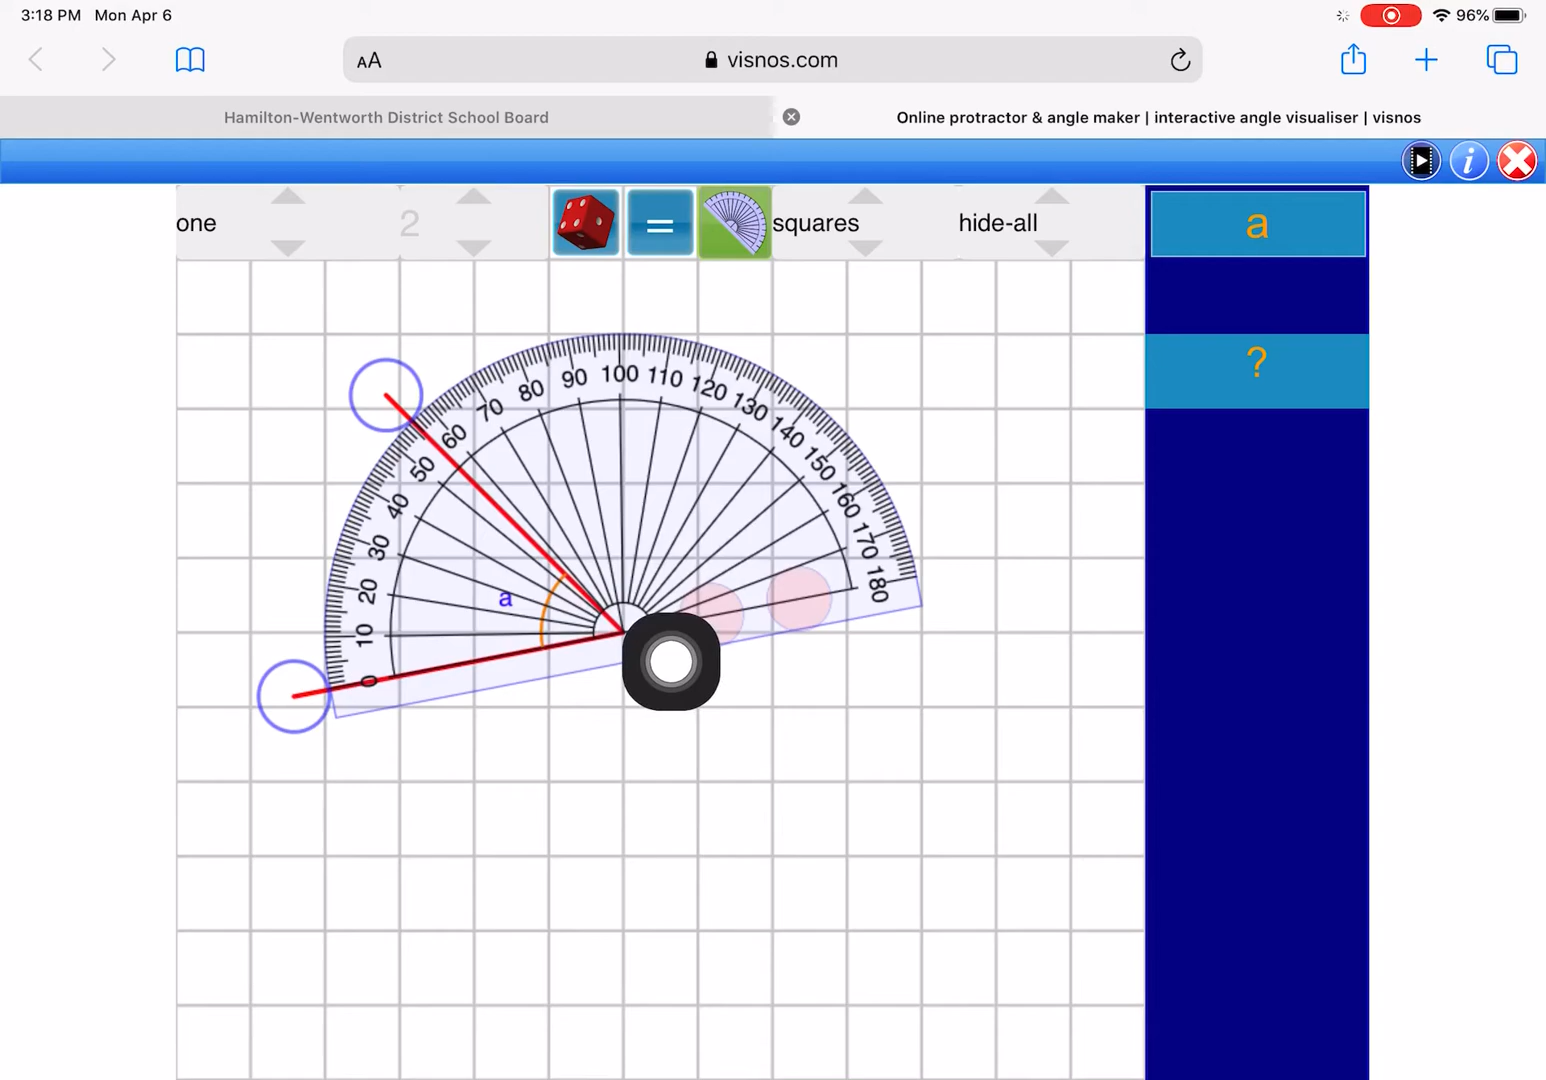 3:18 PM Mon Apr 6 96%
AA visnos.com
Hamilton-Wentworth District School Board Online protractor & angle maker | interactive angle visualiser | visnos
i
one 2 = squares hide-all a
?
0 10 20 30 40 50 60 70 80 90 100 110 120 130 140 150 160 170 180
a